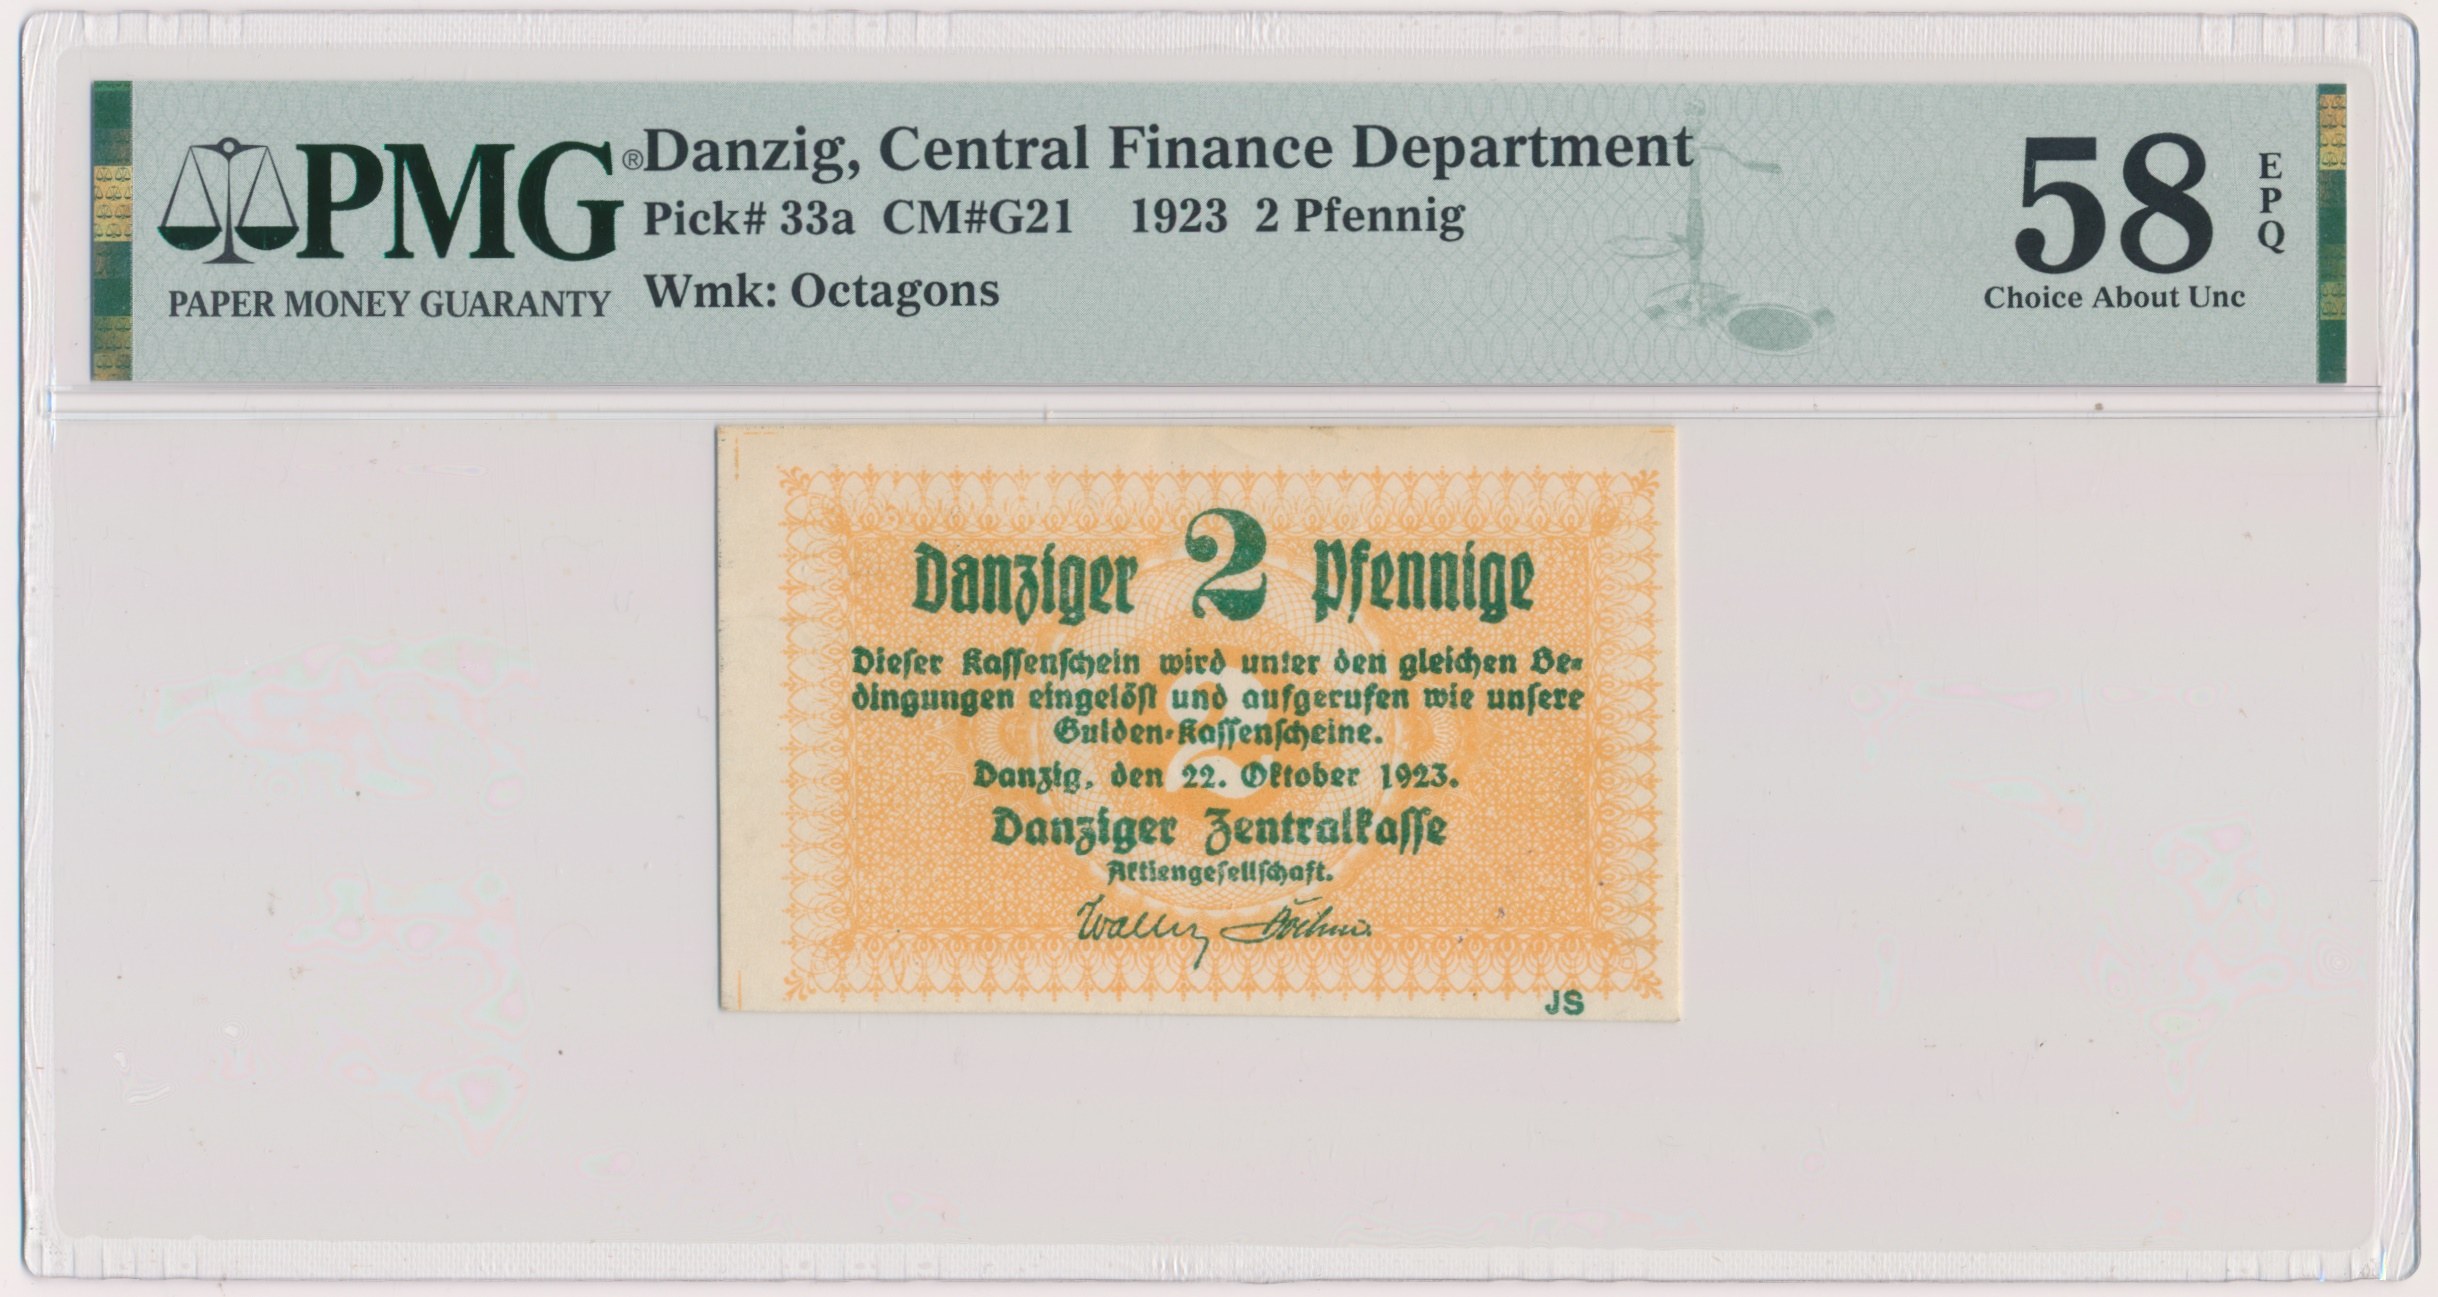 PMG®
PAPER MONEY GUARANTY
Danzig, Central Finance Department
Pick# 33a CM#G21 1923 2 Pfennig
Wmk: Octagons
58
EPQ
Choice About Unc
Danziger 2 Pfennige
2
Dieser Kassenschein wird unter den gleichen Be-
dingungen eingelöst und aufgerufen wie unsere
Gulden-Kassenscheine.
Danzig, den 22. Oktober 1923.
Danziger Zentralkasse
Aktiengesellschaft.
JS